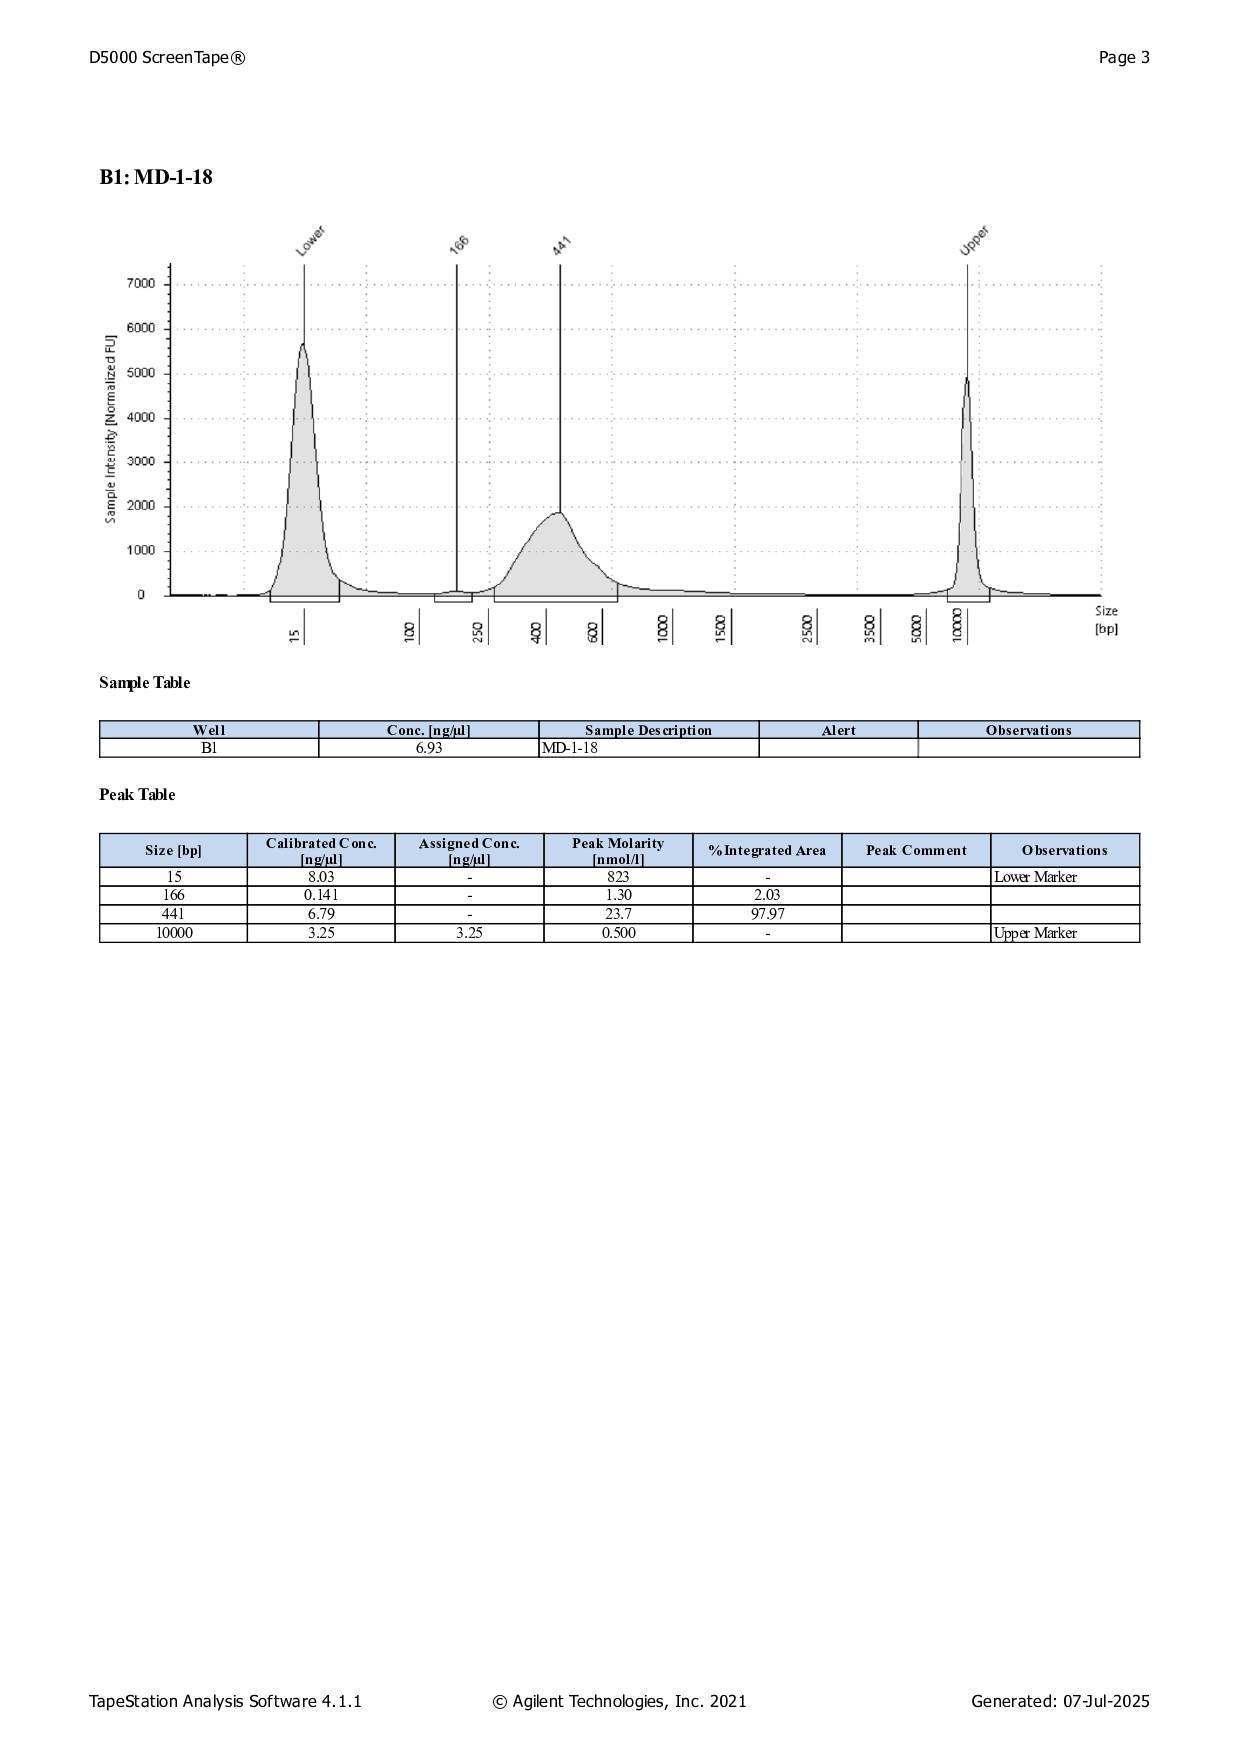 D5000 ScreenTape® Page 3
B1: MD-1-18
Lower 166 441 Upper
Sample Intensity [Normalized FU]
7000
6000
5000
4000
3000
2000
1000
0
15 100 250 400 600 1000 1500 2500 3500 5000 10000 Size [bp]
Sample Table
Well Conc. [ng/µl] Sample Description Alert Observations
B1 6.93 MD-1-18
Peak Table
Size [bp] Calibrated Conc. [ng/µl] Assigned Conc. [ng/µl] Peak Molarity [nmol/l] % Integrated Area Peak Comment Observations
15 8.03 - 823 - Lower Marker
166 0.141 - 1.30 2.03
441 6.79 - 23.7 97.97
10000 3.25 3.25 0.500 - Upper Marker
TapeStation Analysis Software 4.1.1 © Agilent Technologies, Inc. 2021 Generated: 07-Jul-2025